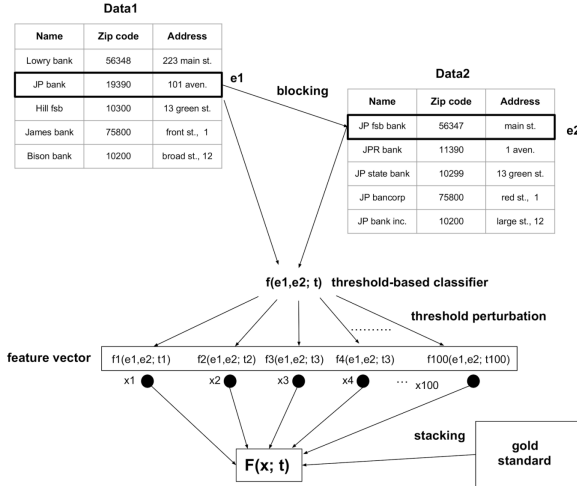 Data1
Name Zip code Address
Lowry bank 56348 223 main st.
JP bank 19390 101 aven.
Hill fsb 10300 13 green st.
James bank 75800 front st., 1
Bison bank 10200 broad st., 12
e1
blocking
Data2
Name Zip code Address
JP fsb bank 56347 main st.
JPR bank 11390 1 aven.
JP state bank 10299 13 green st.
JP bancorp 75800 red st., 1
JP bank inc. 10200 large st., 12
e2
f(e1,e2; t) threshold-based classifier
threshold perturbation
..........
feature vector
f1(e1,e2; t1) f2(e1,e2; t2) f3(e1,e2; t3) f4(e1,e2; t3) f100(e1,e2; t100)
x1 x2 x3 x4 ... x100
stacking
F(x; t)
gold
standard